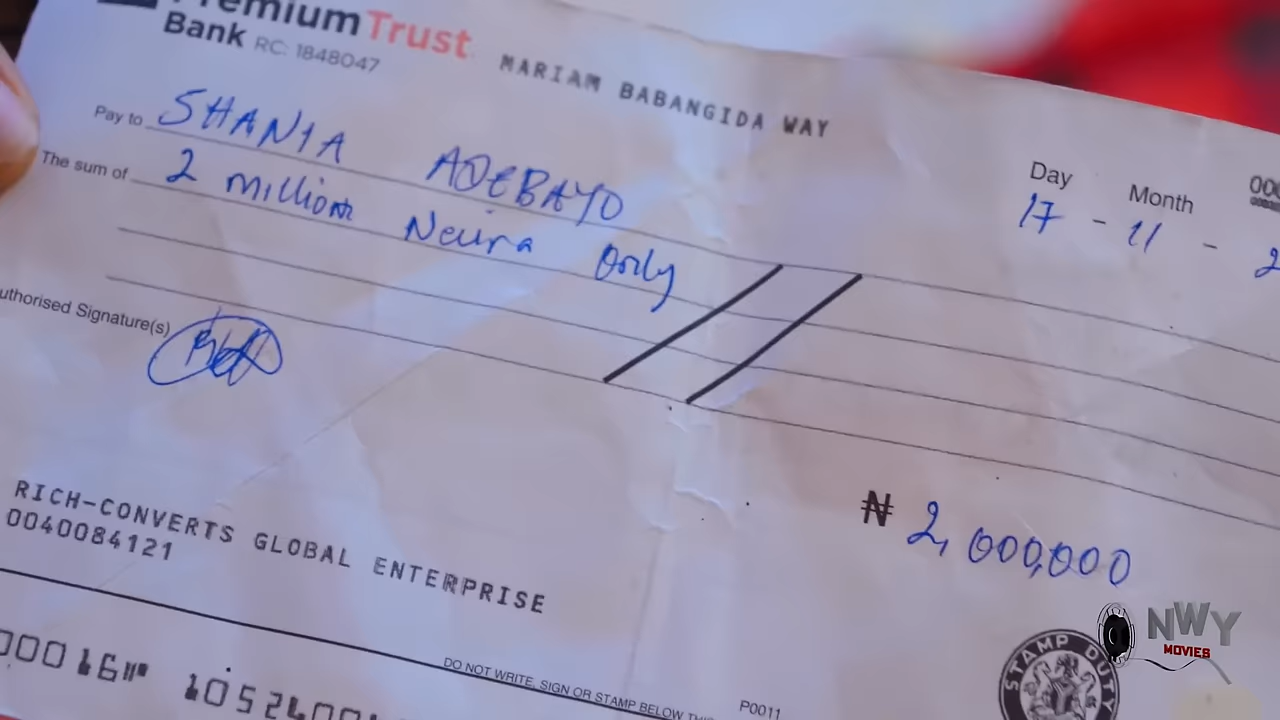 Premium Trust
Bank RC: 1848047
MARIAM BABANGIDA WAY
Day Month
17 - 11 -
Pay to SHANIA ADEBAYO
The sum of 2 million Neira Only
Authorised Signature(s)
₦ 2,000,000
RICH-CONVERTS GLOBAL ENTERPRISE
0040084121
DO NOT WRITE, SIGN OR STAMP BELOW THIS
P0011
STAMP DUTY
NWY
MOVIES